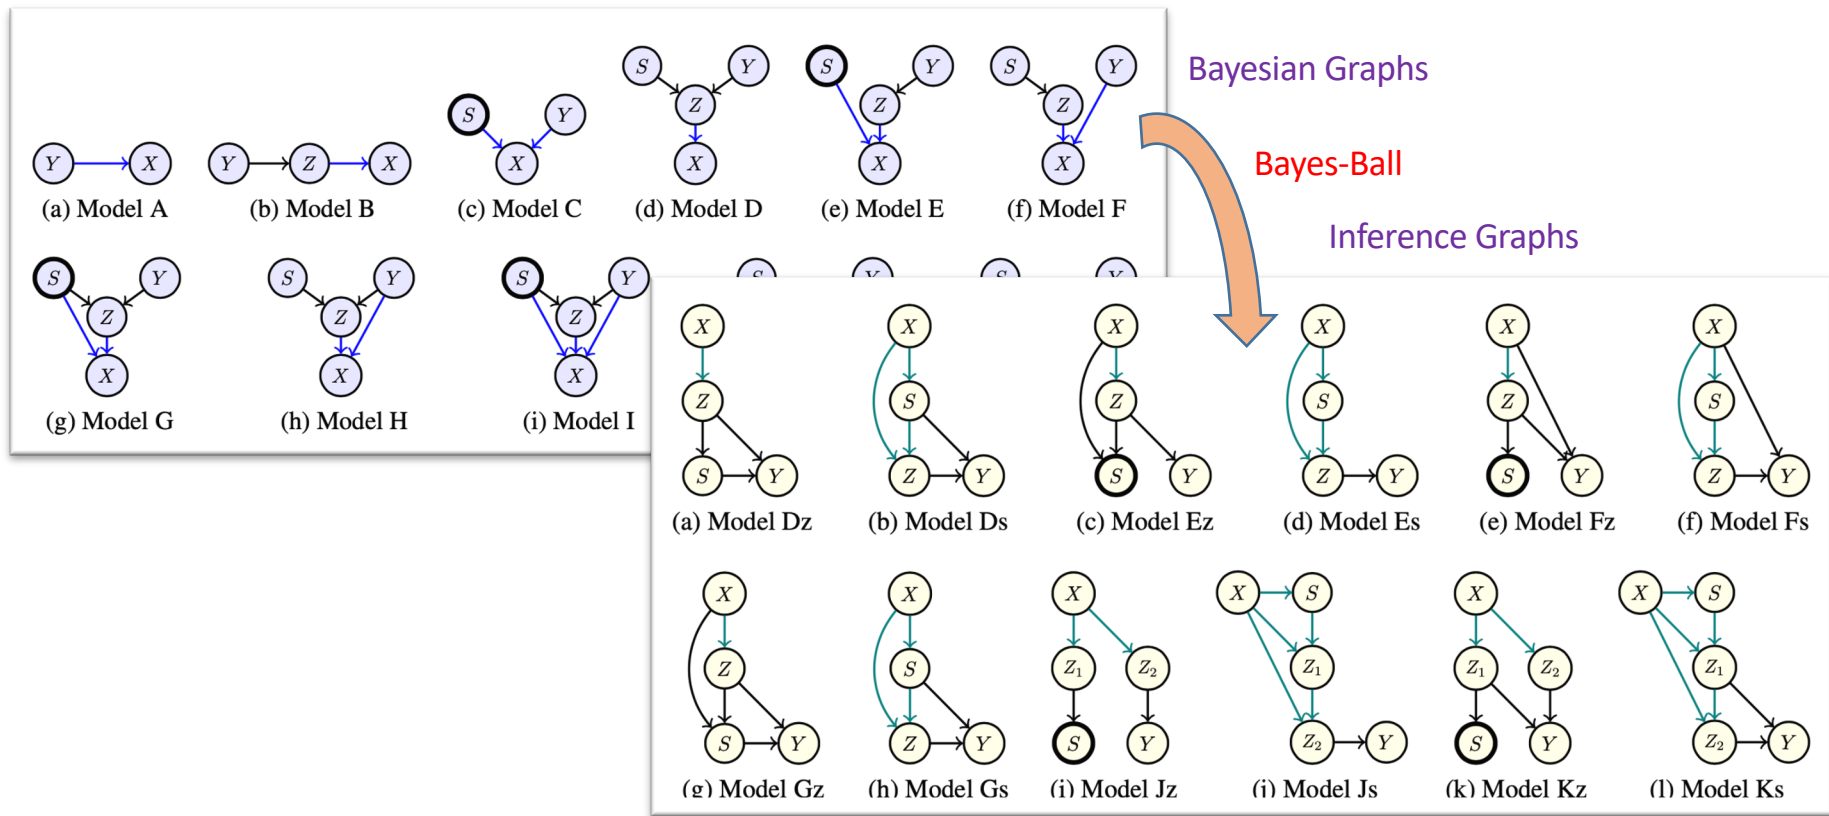 S Y S Y S Y
Bayesian Graphs
S Y Z Z Z
Bayes-Ball
Y X Y Z X X X X X
(a) Model A (b) Model B (c) Model C (d) Model D (e) Model E (f) Model F
Inference Graphs
S Y S Y S Y S Y S Y
Z Z Z
X X X
(g) Model G (h) Model H (i) Model I
X X X X X X
Z S Z S Z S
S Y Z Y S Y Z Y S Y Z Y
(a) Model Dz (b) Model Ds (c) Model Ez (d) Model Es (e) Model Fz (f) Model Fs
X X X X S X X S
Z S Z1 Z2 Z1 Z1 Z2 Z1
S Y Z Y S Y Z2 Y S Y Z2 Y
(g) Model Gz (h) Model Gs (i) Model Jz (j) Model Js (k) Model Kz (l) Model Ks